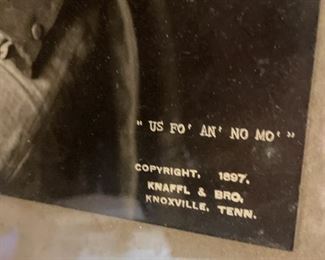 " US FO' AN' NO MO' "
COPYRIGHT, 1897,
KNAFFL & BRO.
KNOXVILLE, TENN.